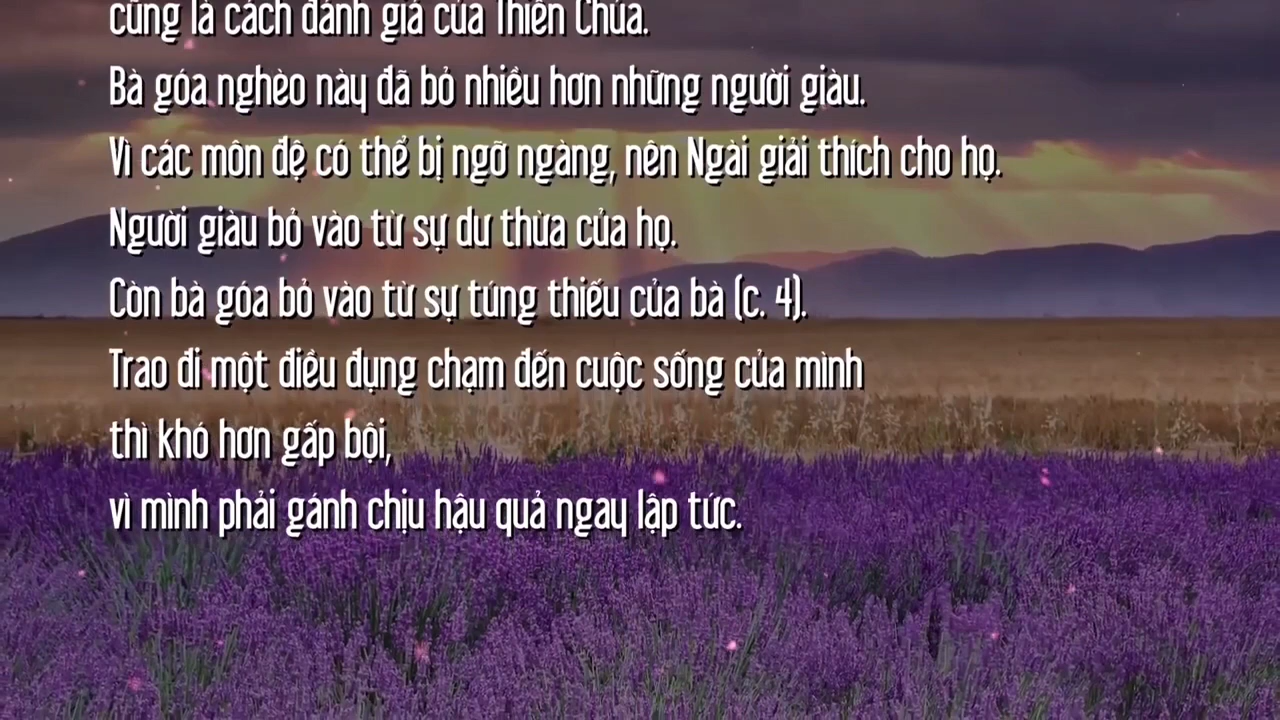 cũng là cách đánh giá của Thiên Chúa.
Bà góa nghèo này đã bỏ nhiều hơn những người giàu.
Vì các môn đệ có thể bị ngỡ ngàng, nên Ngài giải thích cho họ.
Người giàu bỏ vào từ sự dư thừa của họ.
Còn bà góa bỏ vào từ sự túng thiếu của bà (c. 4).
Trao đi một điều đụng chạm đến cuộc sống của mình
thì khó hơn gấp bội,
vì mình phải gánh chịu hậu quả ngay lập tức.